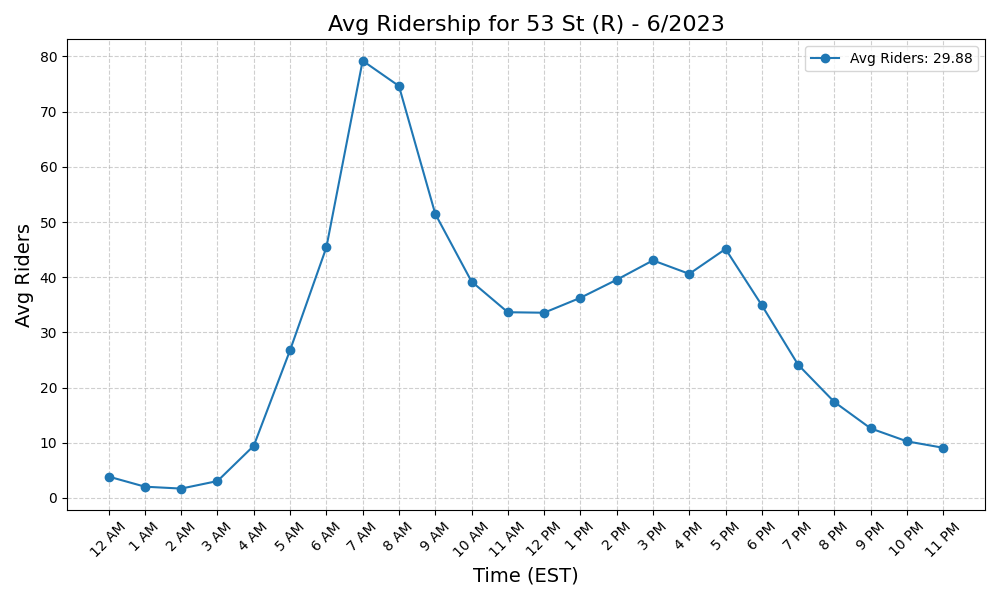 Avg Ridership for 53 St (R) - 6/2023
Avg Riders: 29.88
80
70
60
50
40
30
20
10
0
Avg Riders
12 AM
1 AM
2 AM
3 AM
4 AM
5 AM
6 AM
7 AM
8 AM
9 AM
10 AM
11 AM
12 PM
1 PM
2 PM
3 PM
4 PM
5 PM
6 PM
7 PM
8 PM
9 PM
10 PM
11 PM
Time (EST)